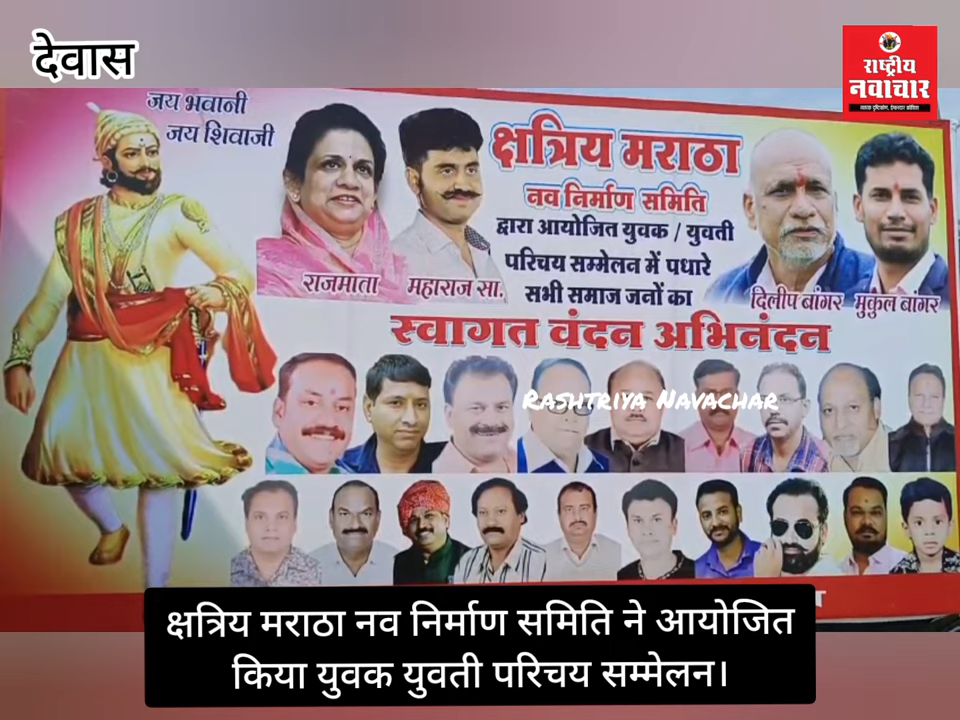 देवास
राष्ट्रीय
नवाचार
जय भवानी
जय शिवाजी
क्षत्रिय मराठा
नव निर्माण समिति
द्वारा आयोजित युवक / युवती
परिचय सम्मेलन में पधारे
सभी समाज जनों का
राजमाता
महाराज सा.
दिलीप बांगर
मुकुल बांगर
स्वागत वंदन अभिनंदन
RASHTRIYA NAVACHAR
क्षत्रिय मराठा नव निर्माण समिति ने आयोजित
किया युवक युवती परिचय सम्मेलन।